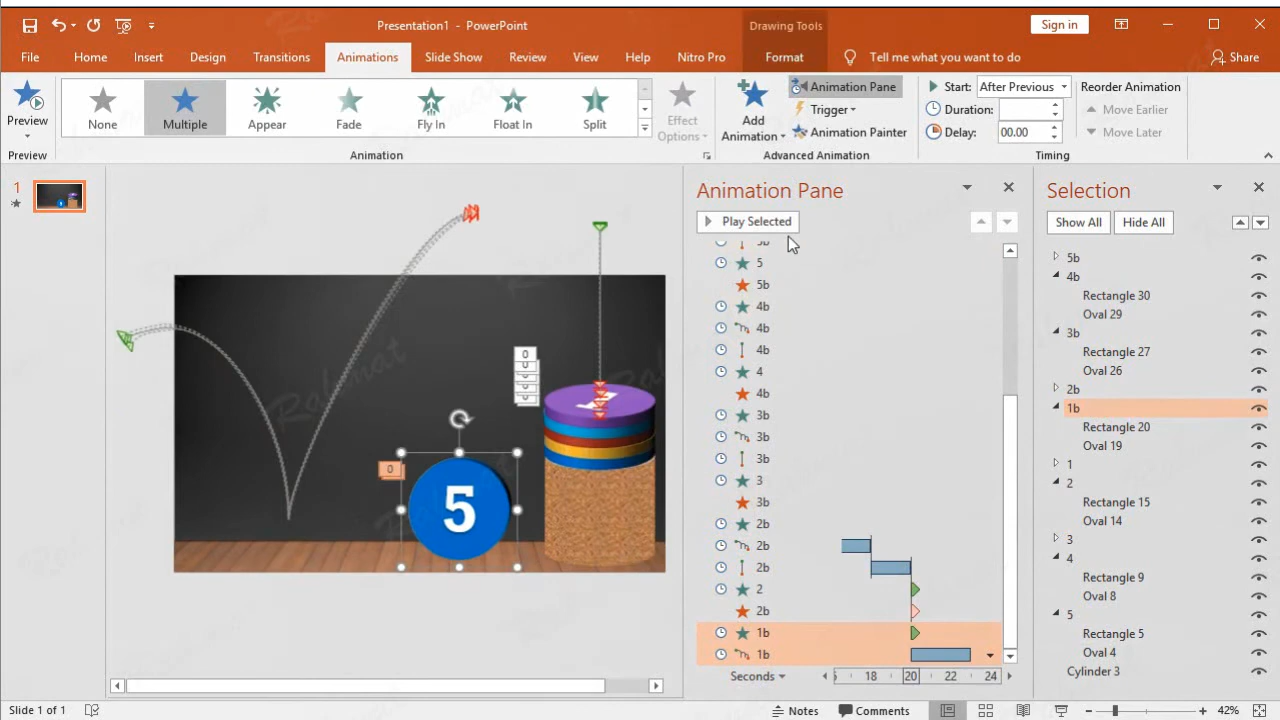 Presentation1 - PowerPoint
Drawing Tools
Sign in
File Home Insert Design Transitions Animations Slide Show Review View Help Nitro Pro Format Tell me what you want to do Share
Preview
None Multiple Appear Fade Fly In Float In Split
Effect Options
Add Animation
Animation Pane
Trigger
Animation Painter
Start: After Previous
Duration:
Delay: 00.00
Reorder Animation
Move Earlier
Move Later
Preview Animation Advanced Animation Timing
1
0
0
5
Animation Pane
Play Selected
5b
5
5b
4b
4b
4b
4
4b
3b
3b
3b
3
3b
2b
2b
2b
2
2b
1b
1b
Seconds 18 20 22 24
Selection
Show All Hide All
5b
4b
Rectangle 30
Oval 29
3b
Rectangle 27
Oval 26
2b
1b
Rectangle 20
Oval 19
1
2
Rectangle 15
Oval 14
3
4
Rectangle 9
Oval 8
5
Rectangle 5
Oval 4
Cylinder 3
Slide 1 of 1
Notes Comments 42%